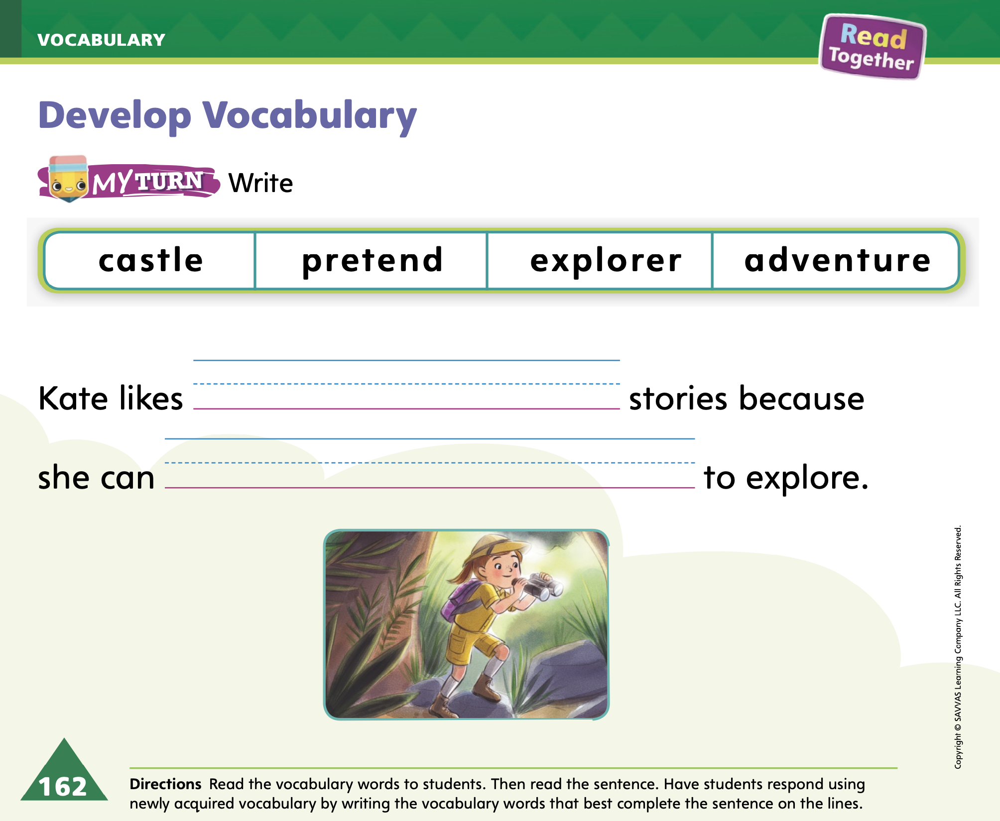 VOCABULARY
Read
Together
Develop Vocabulary
MY TURN Write
castle pretend explorer adventure
Kate likes stories because
she can to explore.
Copyright © SAVVAS Learning Company LLC. All Rights Reserved.
162
Directions Read the vocabulary words to students. Then read the sentence. Have students respond using
newly acquired vocabulary by writing the vocabulary words that best complete the sentence on the lines.